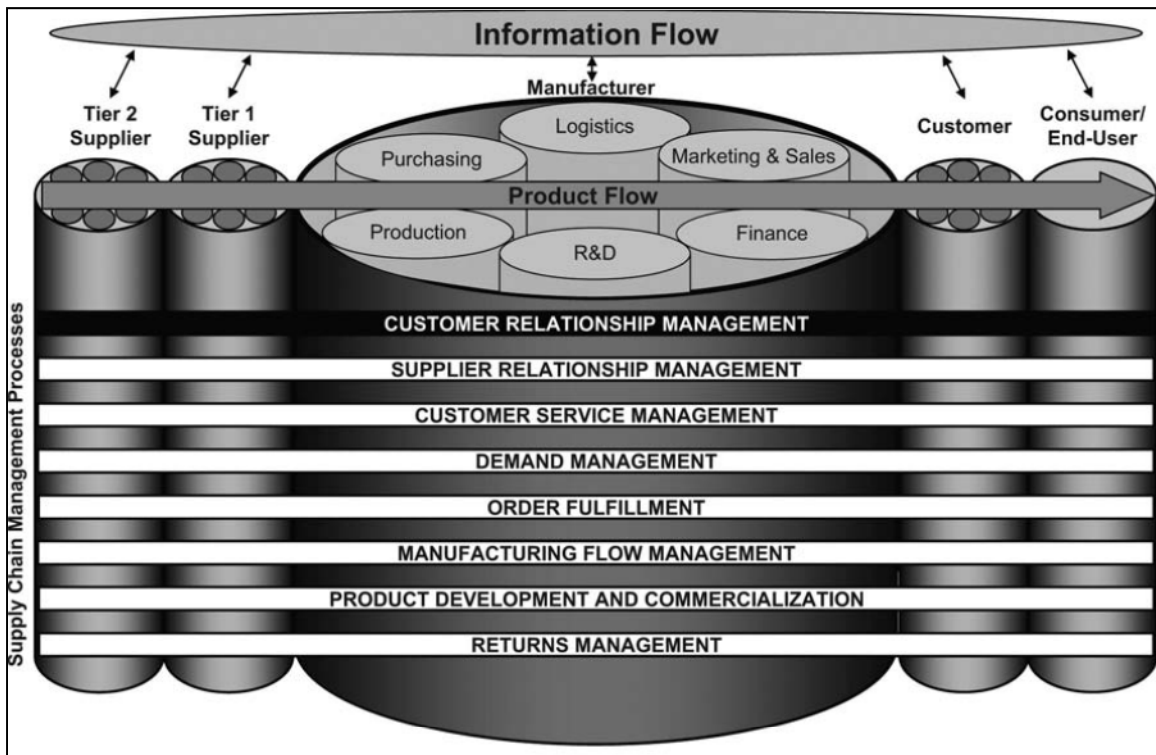 Information Flow
Manufacturer
Tier 2
Supplier
Tier 1
Supplier
Customer
Consumer/
End-User
Logistics
Purchasing
Marketing & Sales
Product Flow
Production
R&D
Finance
Supply Chain Management Processes
CUSTOMER RELATIONSHIP MANAGEMENT
SUPPLIER RELATIONSHIP MANAGEMENT
CUSTOMER SERVICE MANAGEMENT
DEMAND MANAGEMENT
ORDER FULFILLMENT
MANUFACTURING FLOW MANAGEMENT
PRODUCT DEVELOPMENT AND COMMERCIALIZATION
RETURNS MANAGEMENT